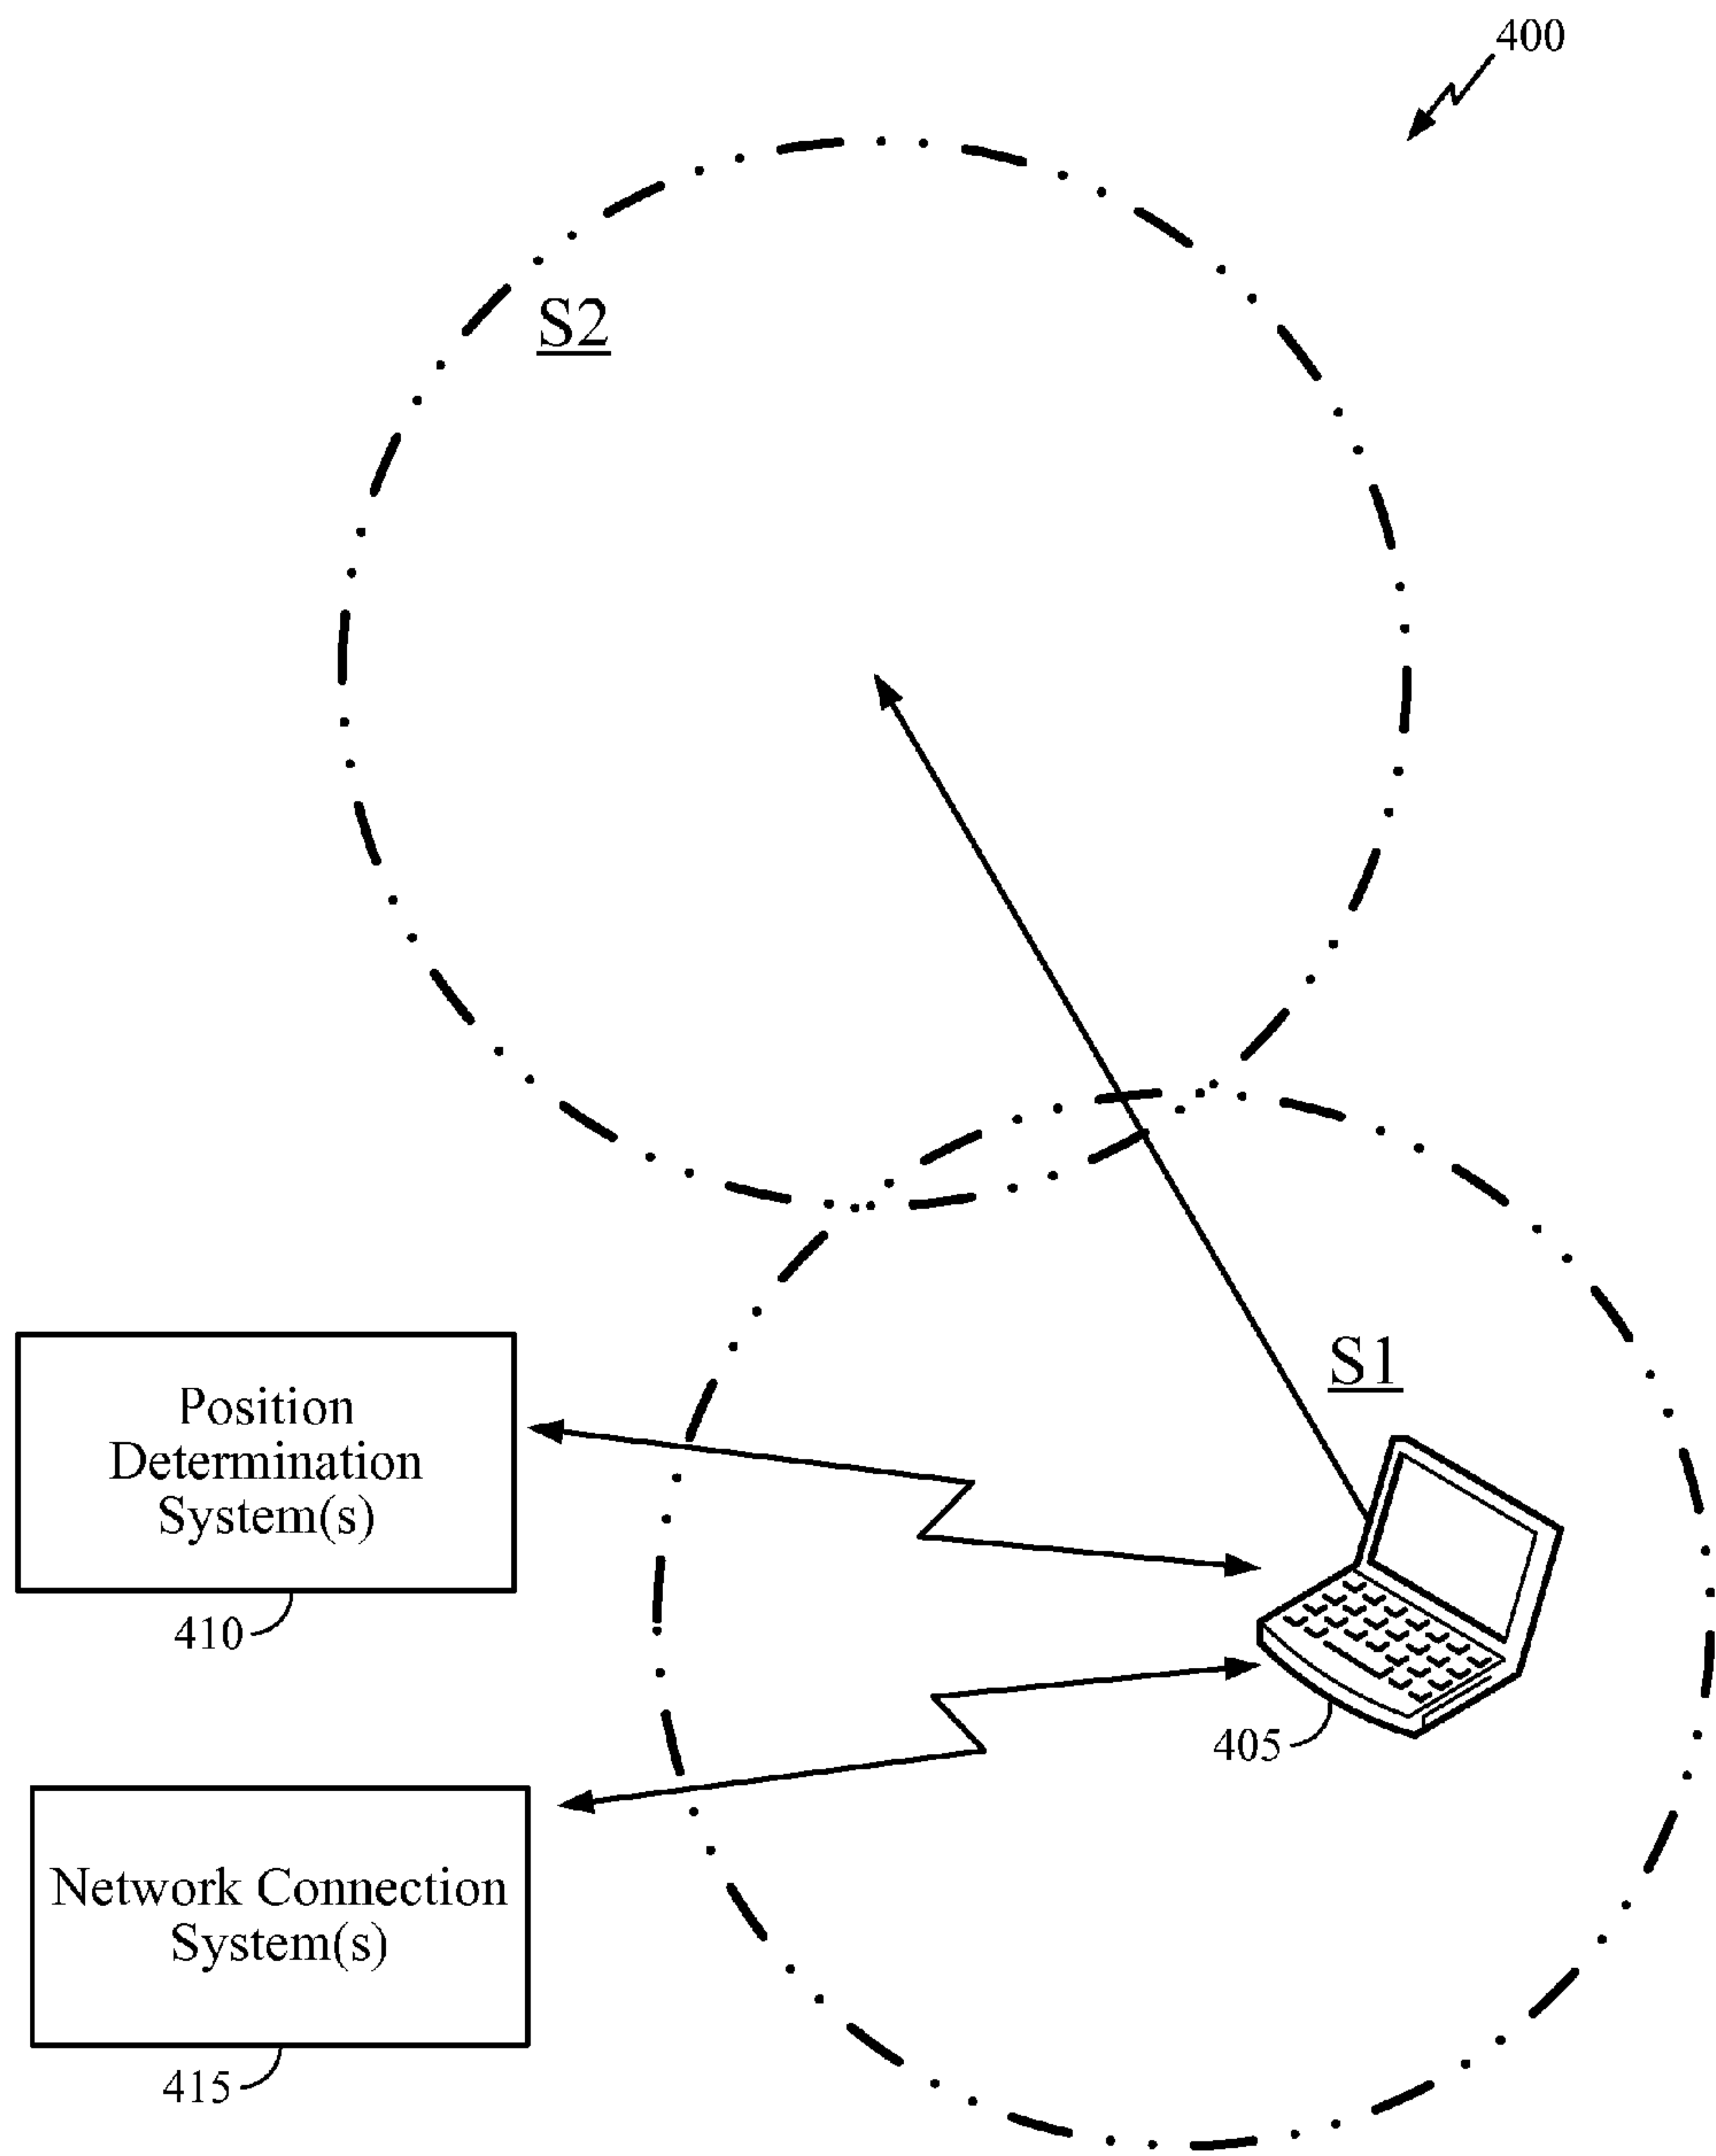 400
S2
S1
Position
Determination
System(s)
410
405
Network Connection
System(s)
415